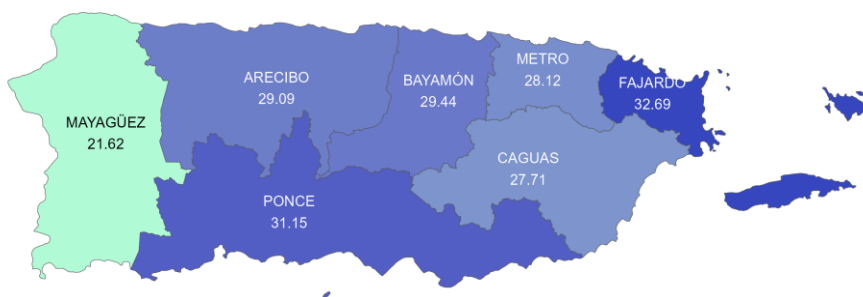 METRO
28.12
ARECIBO
29.09
BAYAMÓN
29.44
FAJARDO
32.69
MAYAGÜEZ
21.62
CAGUAS
27.71
PONCE
31.15